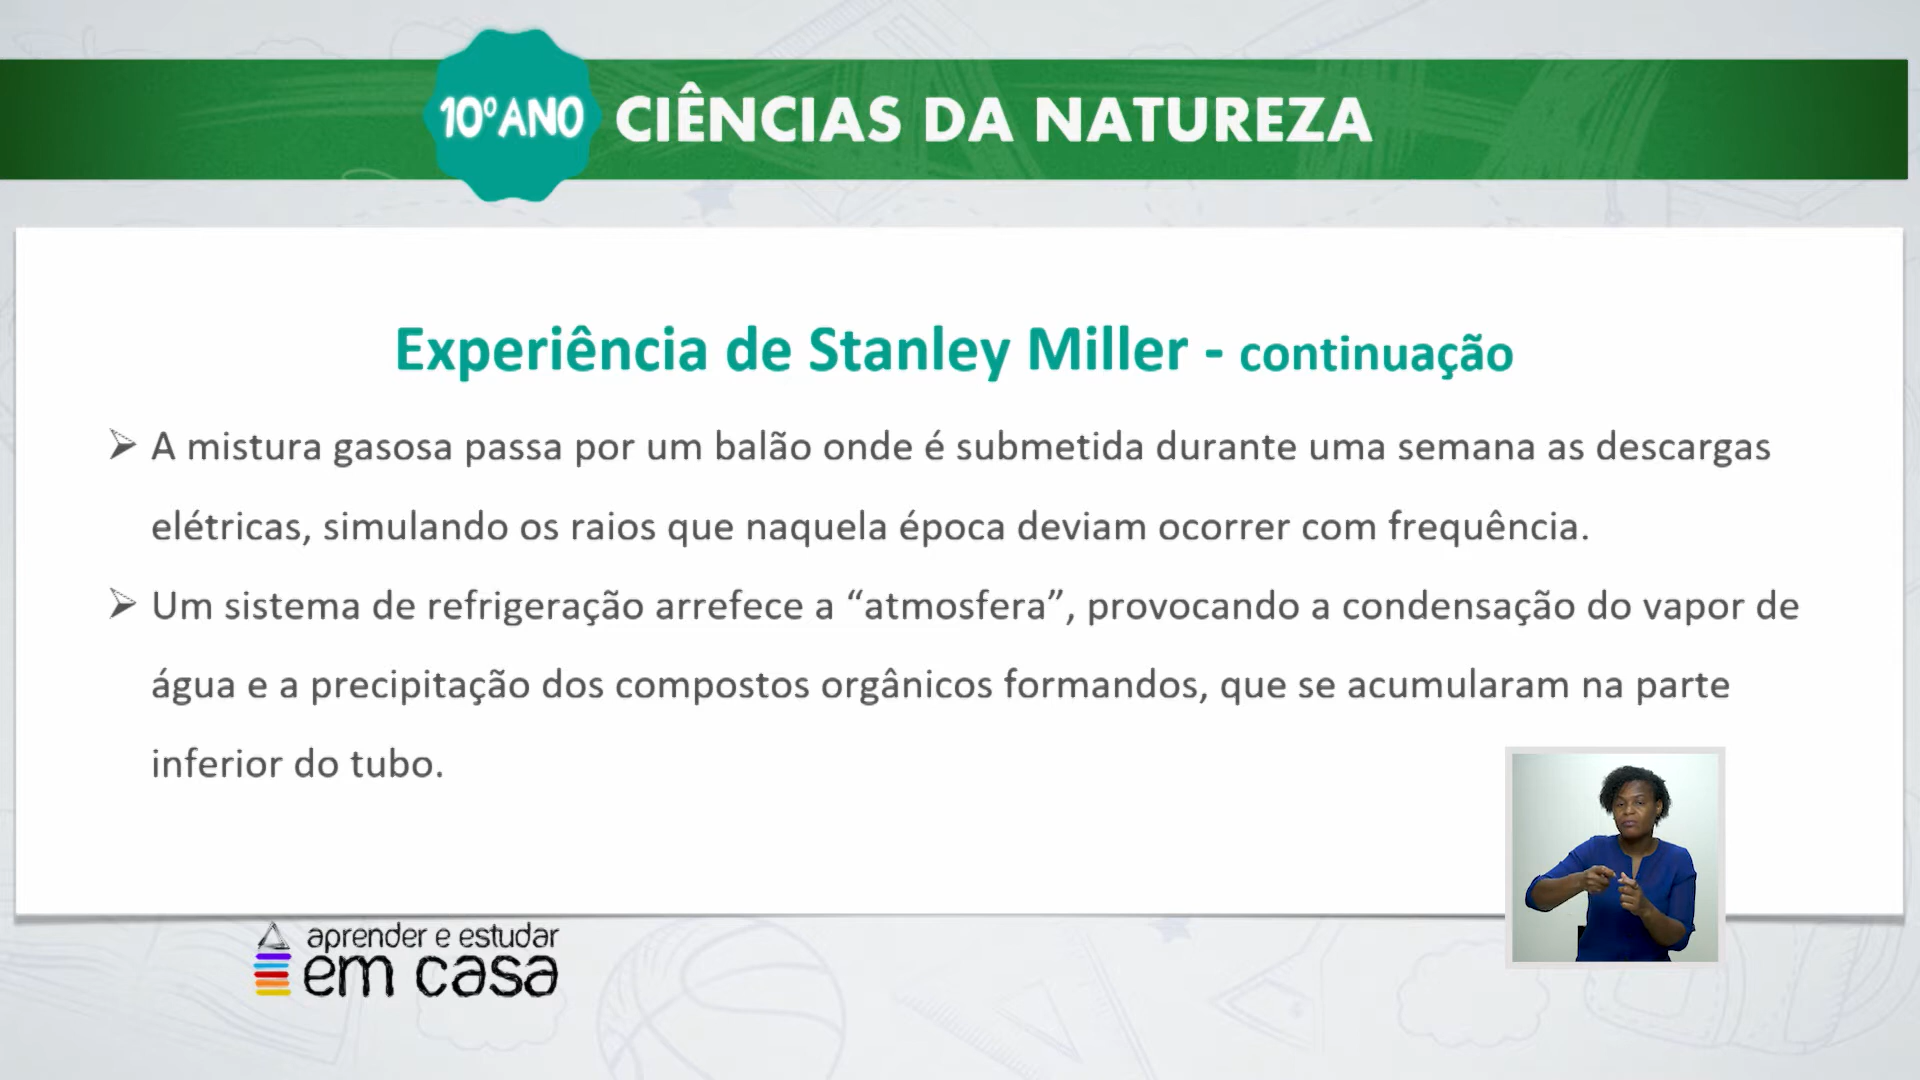 10º ANO CIÊNCIAS DA NATUREZA
Experiência de Stanley Miller - continuação
➢ A mistura gasosa passa por um balão onde é submetida durante uma semana as descargas
elétricas, simulando os raios que naquela época deviam ocorrer com frequência.
➢ Um sistema de refrigeração arrefece a “atmosfera”, provocando a condensação do vapor de
água e a precipitação dos compostos orgânicos formandos, que se acumularam na parte
inferior do tubo.
aprender e estudar
em casa